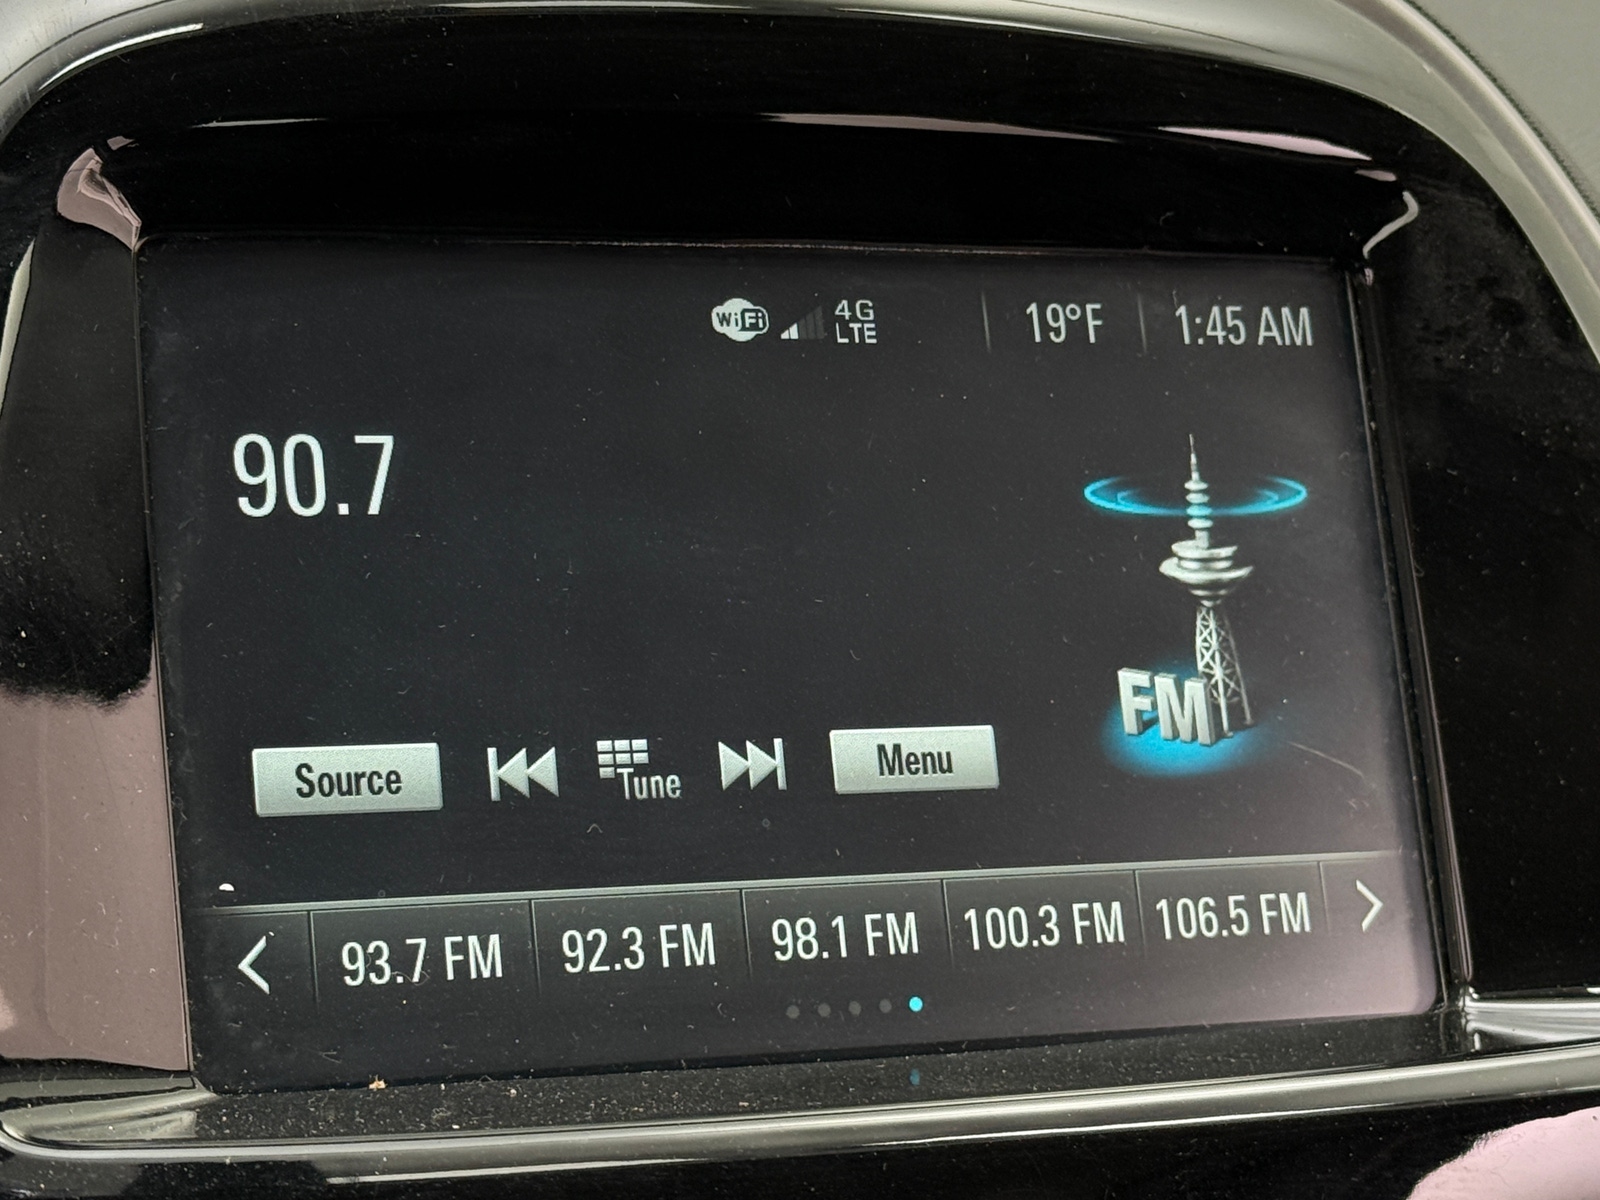 WiFi 4G LTE 19°F 1:45 AM
90.7
FM
Source Tune Menu
93.7 FM 92.3 FM 98.1 FM 100.3 FM 106.5 FM